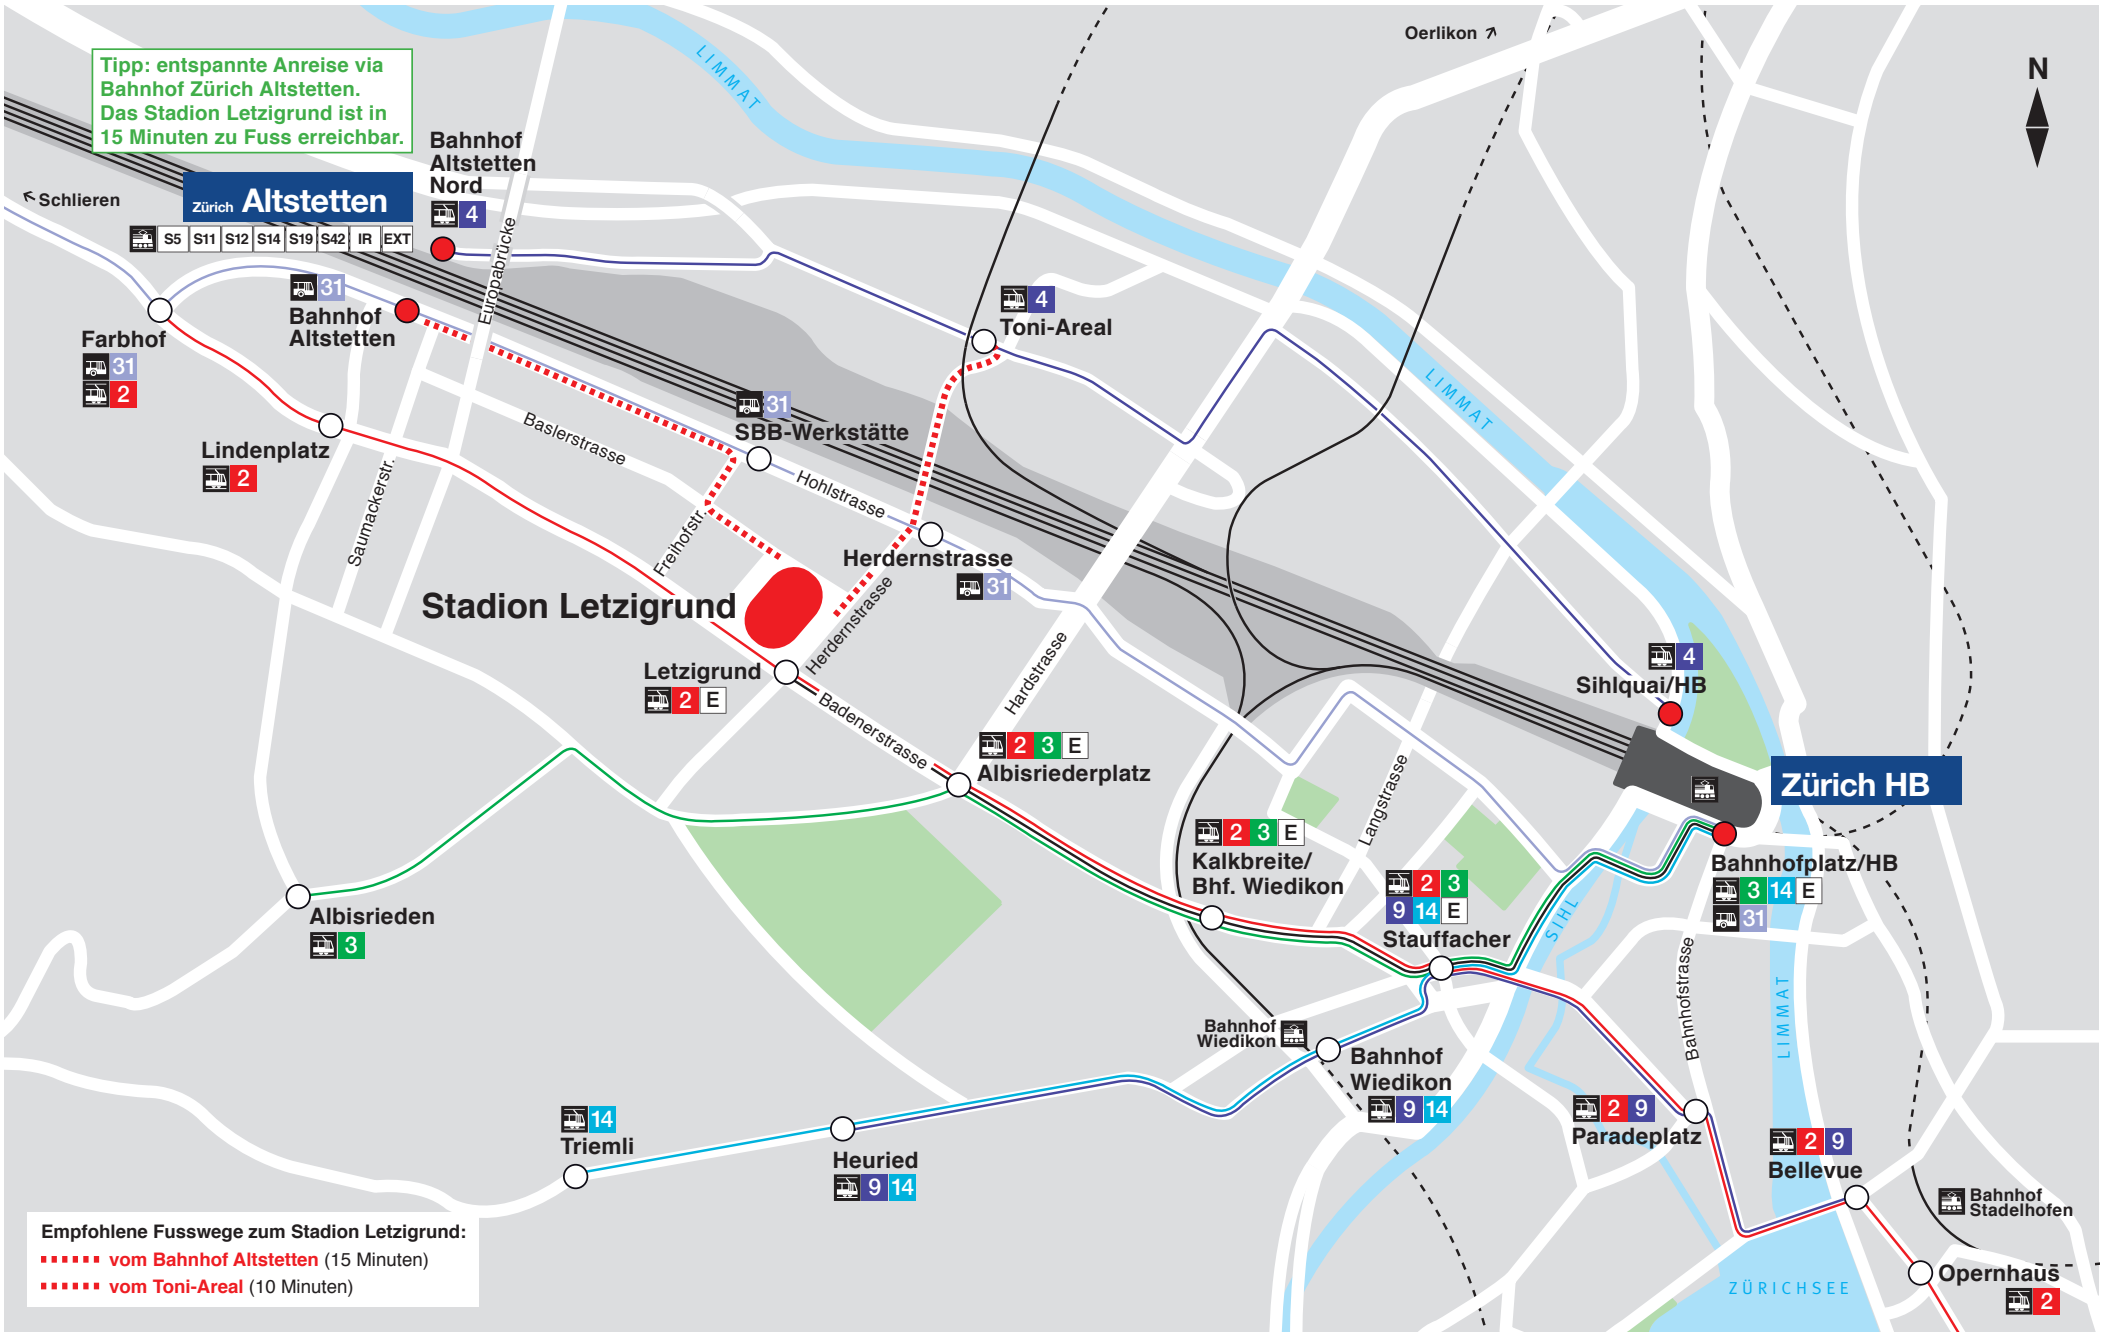 Tipp: entspannte Anreise via
Bahnhof Zürich Altstetten.
Das Stadion Letzigrund ist in
15 Minuten zu Fuss erreichbar.
Oerlikon
N
LIMMAT
Schlieren
Zürich Altstetten
S5 S11 S12 S14 S19 S42 IR EXT
Bahnhof
Altstetten
Nord
4
Europabrücke
31
Bahnhof
Altstetten
Farbhof
31
2
4
Toni-Areal
Lindenplatz
2
31
SBB-Werkstätte
Baslerstrasse
Hohlstrasse
Saumackerstr.
Freihofstr.
LIMMAT
Herdernstrasse
31
Stadion Letzigrund
Herdernstrasse
Letzigrund
2 E
Badenerstrasse
Hardstrasse
4
Sihlquai/HB
2 3 E
Albisriederplatz
Zürich HB
Langstrasse
2 3 E
Kalkbreite/
Bhf. Wiedikon
2 3
9 14 E
Stauffacher
Bahnhofplatz/HB
3 14 E
31
SIHL
Albisrieden
3
Bahnhofstrasse
LIMMAT
Bahnhof
Wiedikon
Bahnhof
Wiedikon
9 14
14
Triemli
Heuried
9 14
2 9
Paradeplatz
2 9
Bellevue
Bahnhof
Stadelhofen
Opernhaus
2
ZÜRICHSEE
Empfohlene Fusswege zum Stadion Letzigrund:
vom Bahnhof Altstetten (15 Minuten)
vom Toni-Areal (10 Minuten)